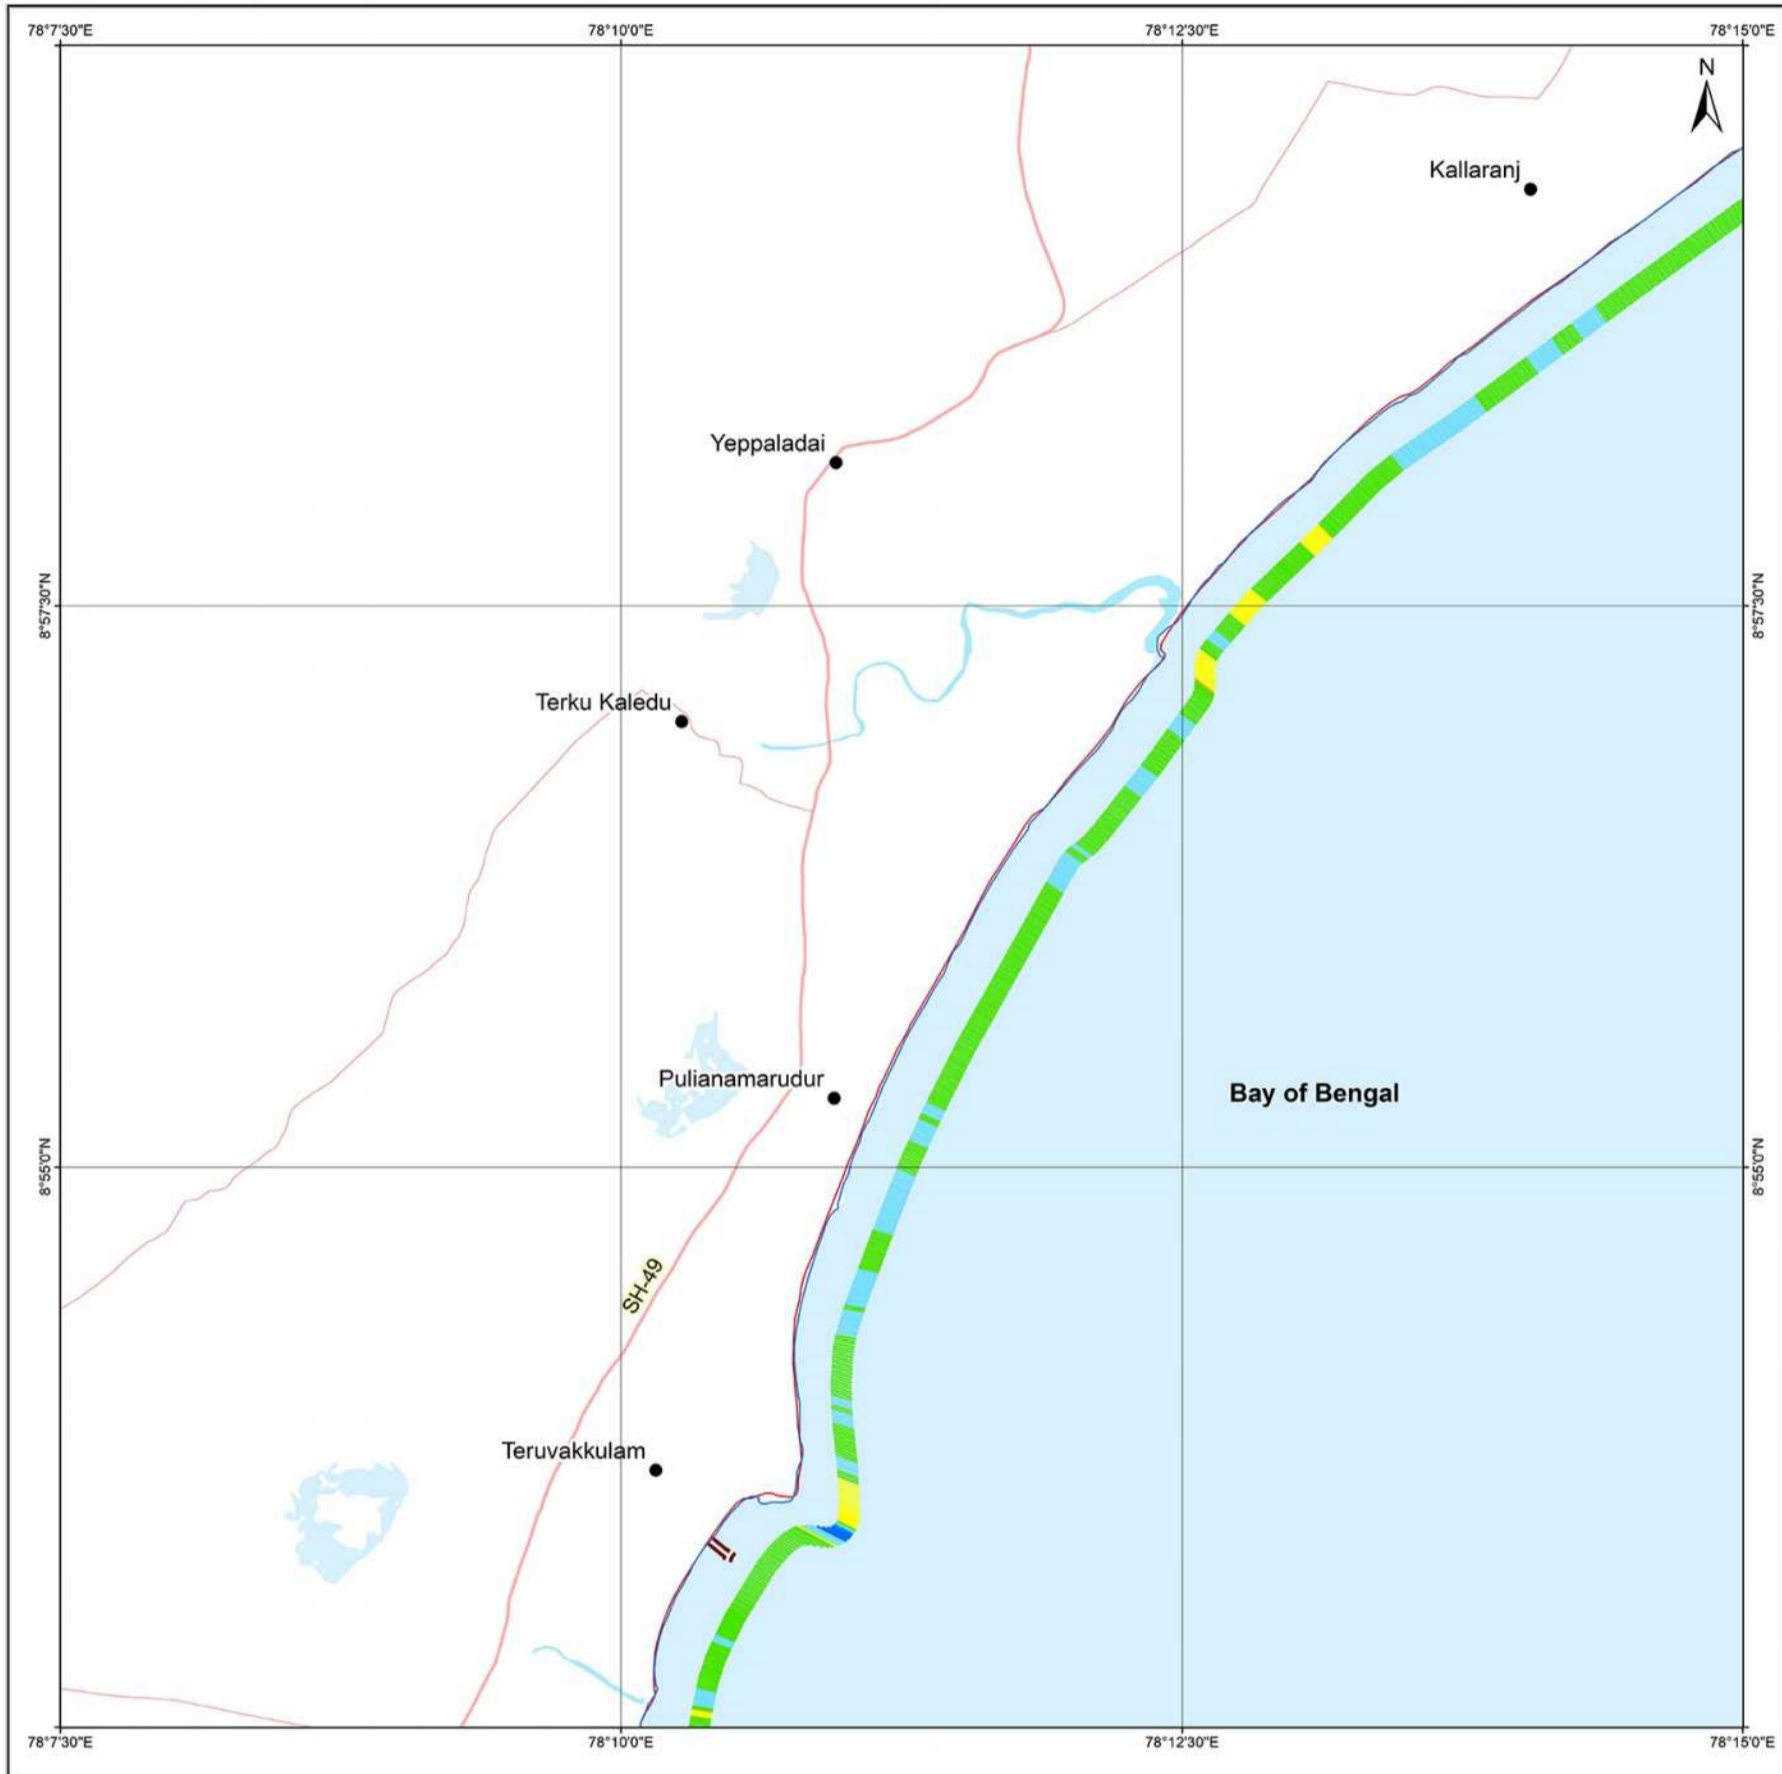 78°7'30"E 78°10'0"E 78°12'30"E 78°15'0"E
N
Kallaranj
Yeppaladai
8°57'30"N 8°57'30"N
Terku Kaledu
Pulianamarudur
Bay of Bengal
8°55'0"N 8°55'0"N
SH-49
Teruvakkulam
78°7'30"E 78°10'0"E 78°12'30"E 78°15'0"E